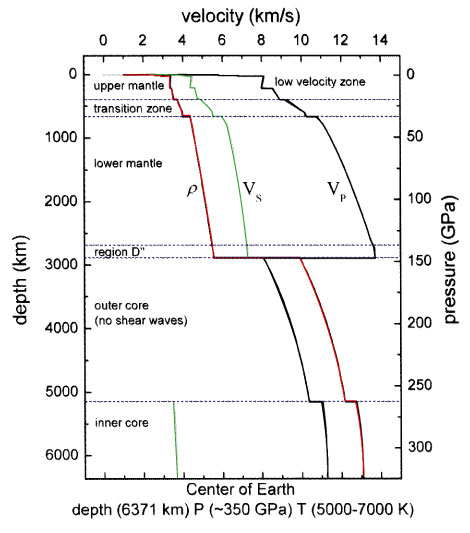 velocity (km/s)
0 2 4 6 8 10 12 14
0
upper mantle
low velocity zone
0
transition zone
1000
50
lower mantle
2000
ρ
V_S
V_P
100
region D"
3000
150
outer core
(no shear waves)
4000
200
5000
250
inner core
6000
300
depth (km)
pressure (GPa)
Center of Earth
depth (6371 km) P (~350 GPa) T (5000-7000 K)